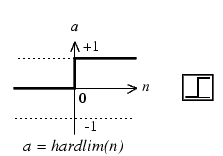 a
+1
n
0
-1
a = hardlim(n)